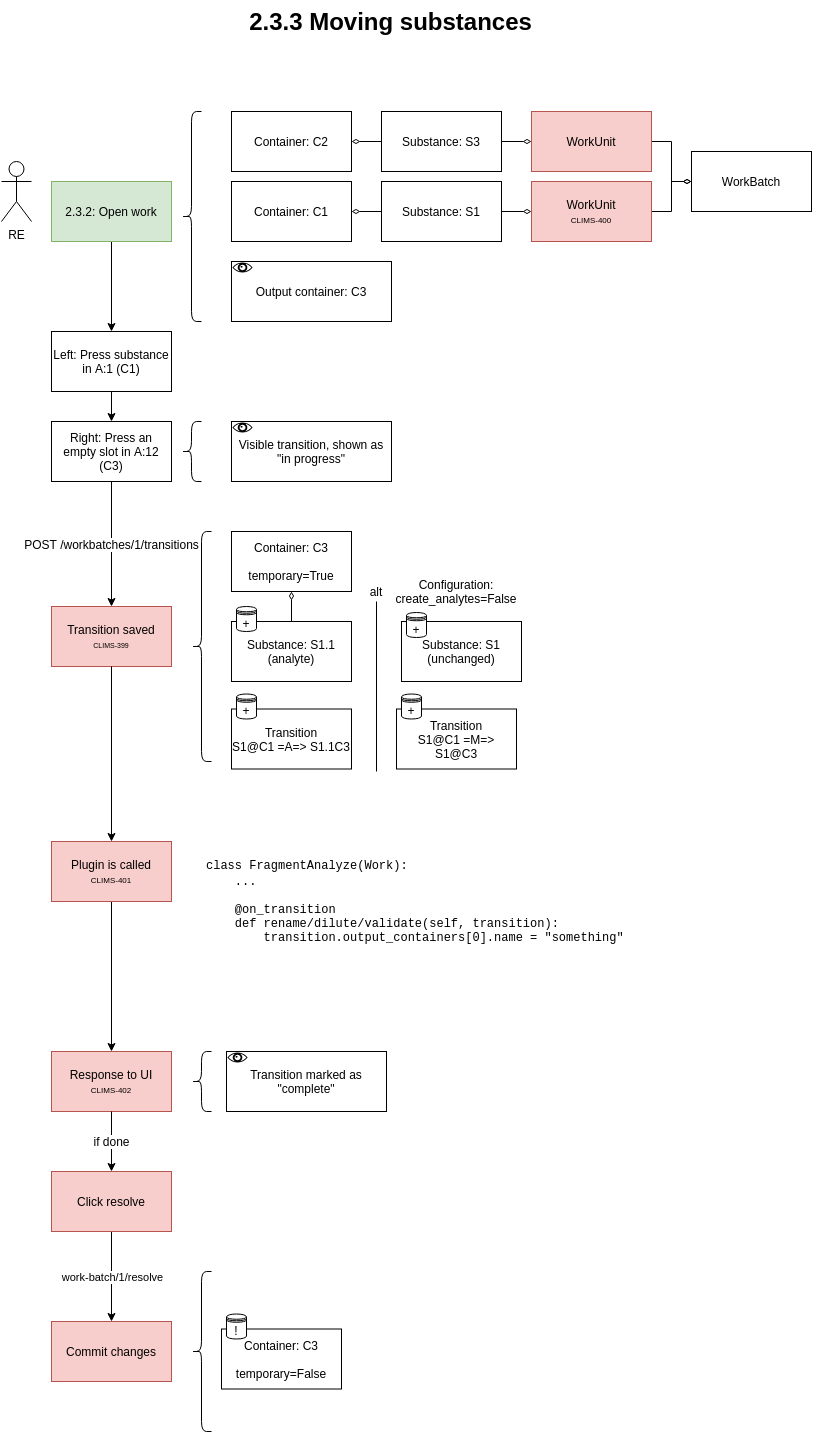 2.3.3 Moving substances
Container: C2
Substance: S3
WorkUnit
WorkBatch
RE
2.3.2: Open work
Container: C1
Substance: S1
WorkUnit
CLIMS-400
Output container: C3
Left: Press substance
in A:1 (C1)
Right: Press an
empty slot in A:12
(C3)
Visible transition, shown as
"in progress"
POST /workbatches/1/transitions
Container: C3
temporary=True
alt
Configuration:
create_analytes=False
Transition saved
CLIMS-399
+
Substance: S1.1
(analyte)
+
Substance: S1
(unchanged)
+
Transition
S1@C1 =A=> S1.1C3
+
Transition
S1@C1 =M=>
S1@C3
Plugin is called
CLIMS-401
class FragmentAnalyze(Work):
    ...
    @on_transition
    def rename/dilute/validate(self, transition):
        transition.output_containers[0].name = "something"
Response to UI
CLIMS-402
Transition marked as
"complete"
if done
Click resolve
work-batch/1/resolve
Commit changes
!
Container: C3
temporary=False